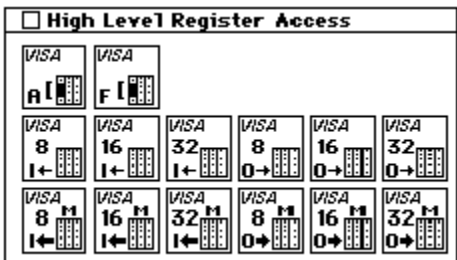 High Level Register Access
VISA VISA
A [ F [
VISA VISA VISA VISA VISA VISA
8 16 32 8 16 32
I← I← I← O→ O→ O→
VISA VISA VISA VISA VISA VISA
8 M 16 M 32 M 8 M 16 M 32 M
I← I← I← O→ O→ O→